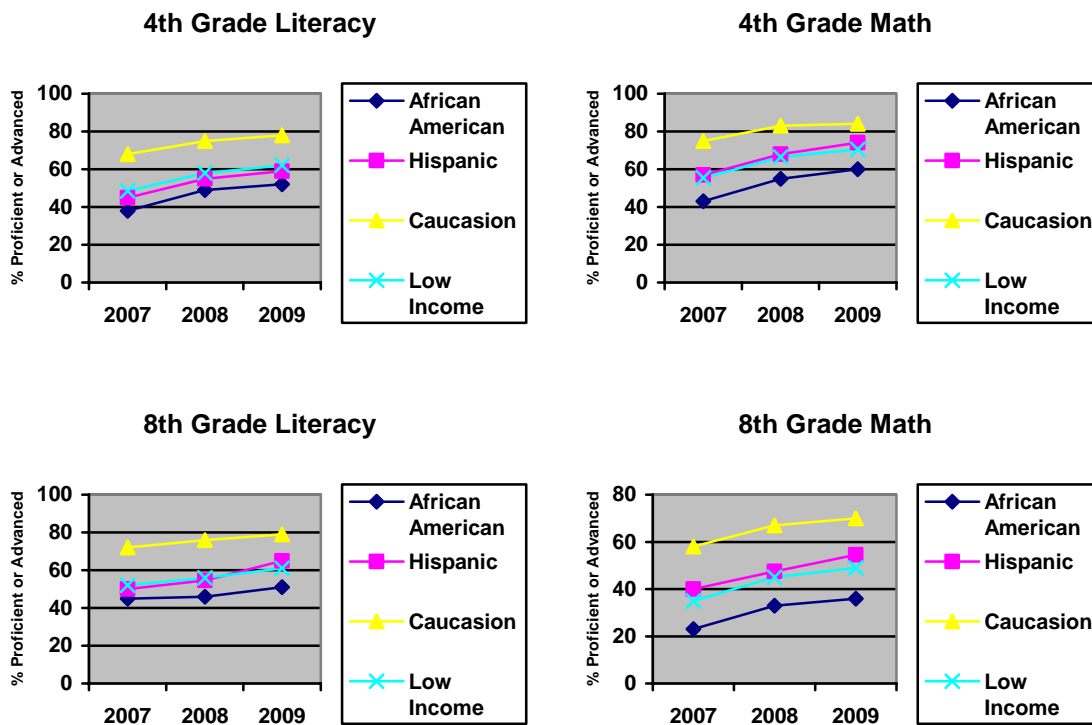 4th Grade Literacy
% Proficient or Advanced
100
80
60
40
20
0
2007 2008 2009
African
American
Hispanic
Caucasion
Low
Income
4th Grade Math
% Proficient or Advanced
100
80
60
40
20
0
2007 2008 2009
African
American
Hispanic
Caucasion
Low
Income
8th Grade Literacy
% Proficient or Advanced
100
80
60
40
20
0
2007 2008 2009
African
American
Hispanic
Caucasion
Low
Income
8th Grade Math
% Proficient or Advanced
80
60
40
20
0
2007 2008 2009
African
American
Hispanic
Caucasion
Low
Income